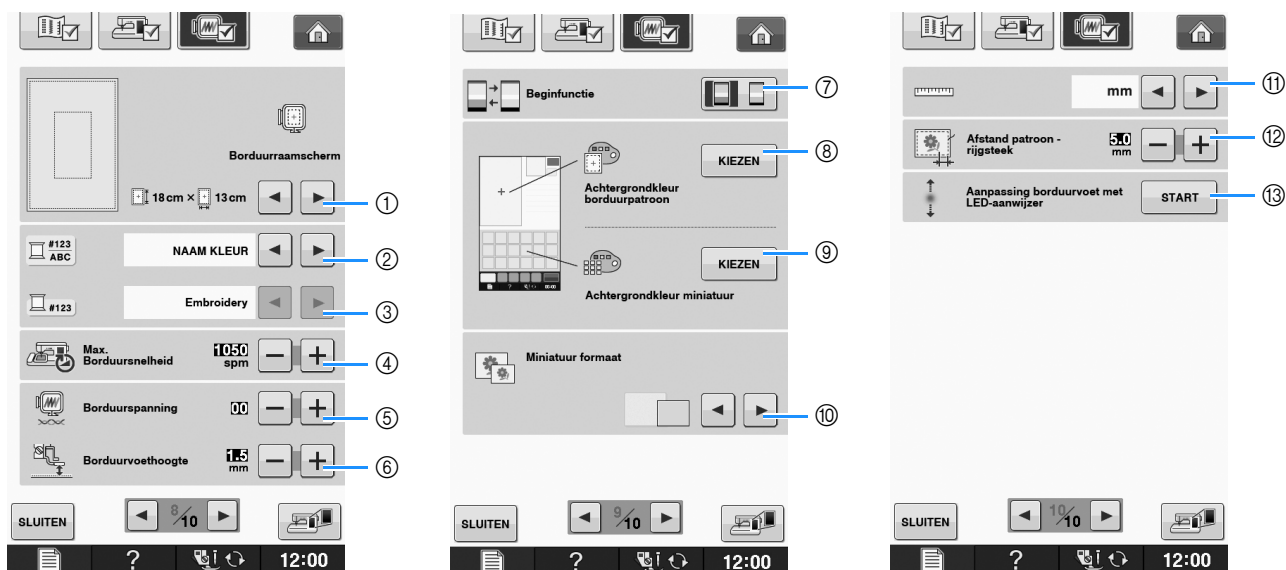 Borduurraamscherm
18 cm × 13 cm
①
#123
ABC
NAAM KLEUR
②
#123
Embroidery
③
Max.
Borduursnelheid
1050
spm
④
Borduurspanning
00
⑤
Borduurvoethoogte
1.5
mm
⑥
SLUITEN
8/10
?
12:00
Beginfunctie
⑦
KIEZEN
⑧
Achtergrondkleur
borduurpatroon
KIEZEN
⑨
Achtergrondkleur miniatuur
Miniatuur formaat
⑩
SLUITEN
9/10
?
12:00
mm
⑪
Afstand patroon -
rijgsteek
5.0
mm
⑫
Aanpassing borduurvoet met
LED-aanwijzer
START
⑬
SLUITEN
10/10
?
12:00